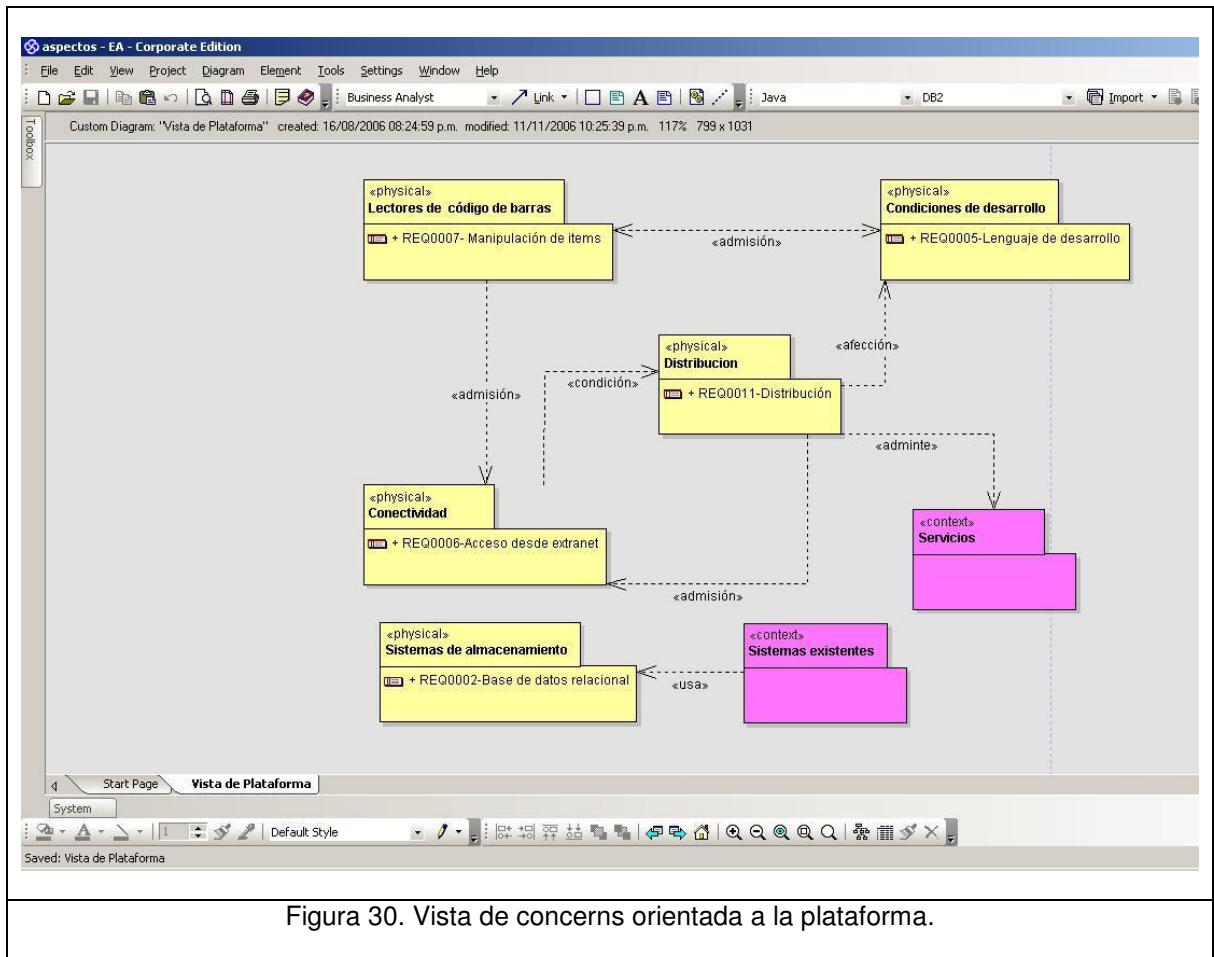 aspectos - EA - Corporate Edition
File Edit View Project Diagram Element Tools Settings Window Help
Business Analyst Link A Java DB2 Import
Toolbox
Custom Diagram: "Vista de Plataforma" created: 16/08/2006 08:24:59 p.m. modified: 11/11/2006 10:25:39 p.m. 117% 799 x 1031
«physical»
Lectores de código de barras
+ REQ0007- Manipulación de items
«admisión»
«physical»
Condiciones de desarrollo
+ REQ0005-Lenguaje de desarrollo
«physical»
Distribucion
+ REQ0011-Distribución
«afección»
«condición»
«admisión»
«adminte»
«physical»
Conectividad
+ REQ0006-Acceso desde extranet
«context»
Servicios
«admisión»
«physical»
Sistemas de almacenamiento
+ REQ0002-Base de datos relacional
«usa»
«context»
Sistemas existentes
Start Page Vista de Plataforma
System
A 1 Default Style
Saved: Vista de Plataforma
Figura 30. Vista de concerns orientada a la plataforma.